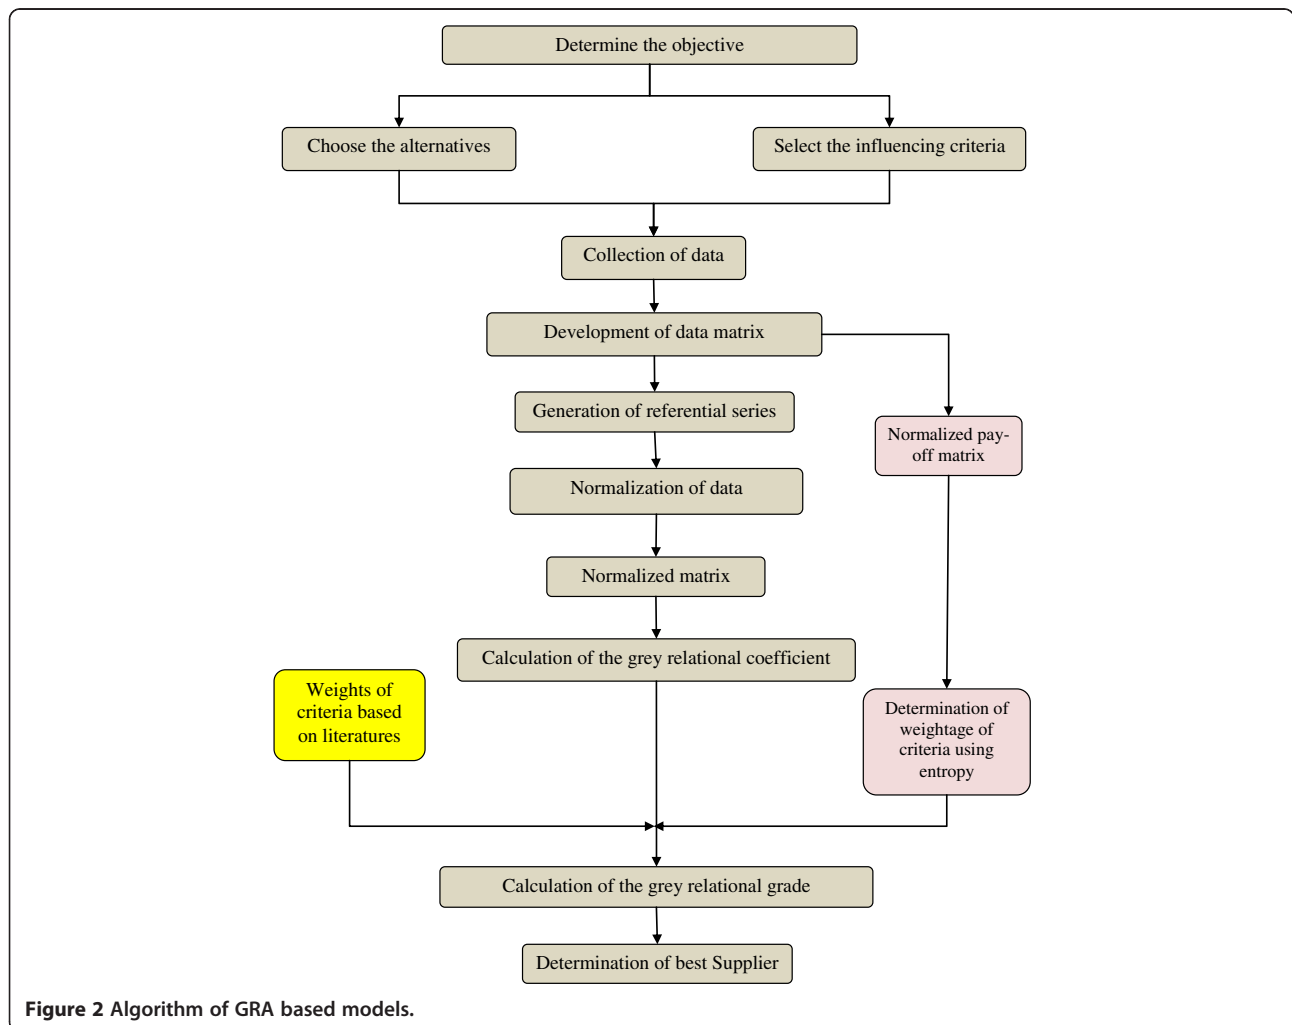 Determine the objective
Choose the alternatives
Select the influencing criteria
Collection of data
Development of data matrix
Generation of referential series
Normalized pay-
off matrix
Normalization of data
Normalized matrix
Calculation of the grey relational coefficient
Weights of
criteria based
on literatures
Determination of
weightage of
criteria using
entropy
Calculation of the grey relational grade
Determination of best Supplier
Figure 2 Algorithm of GRA based models.